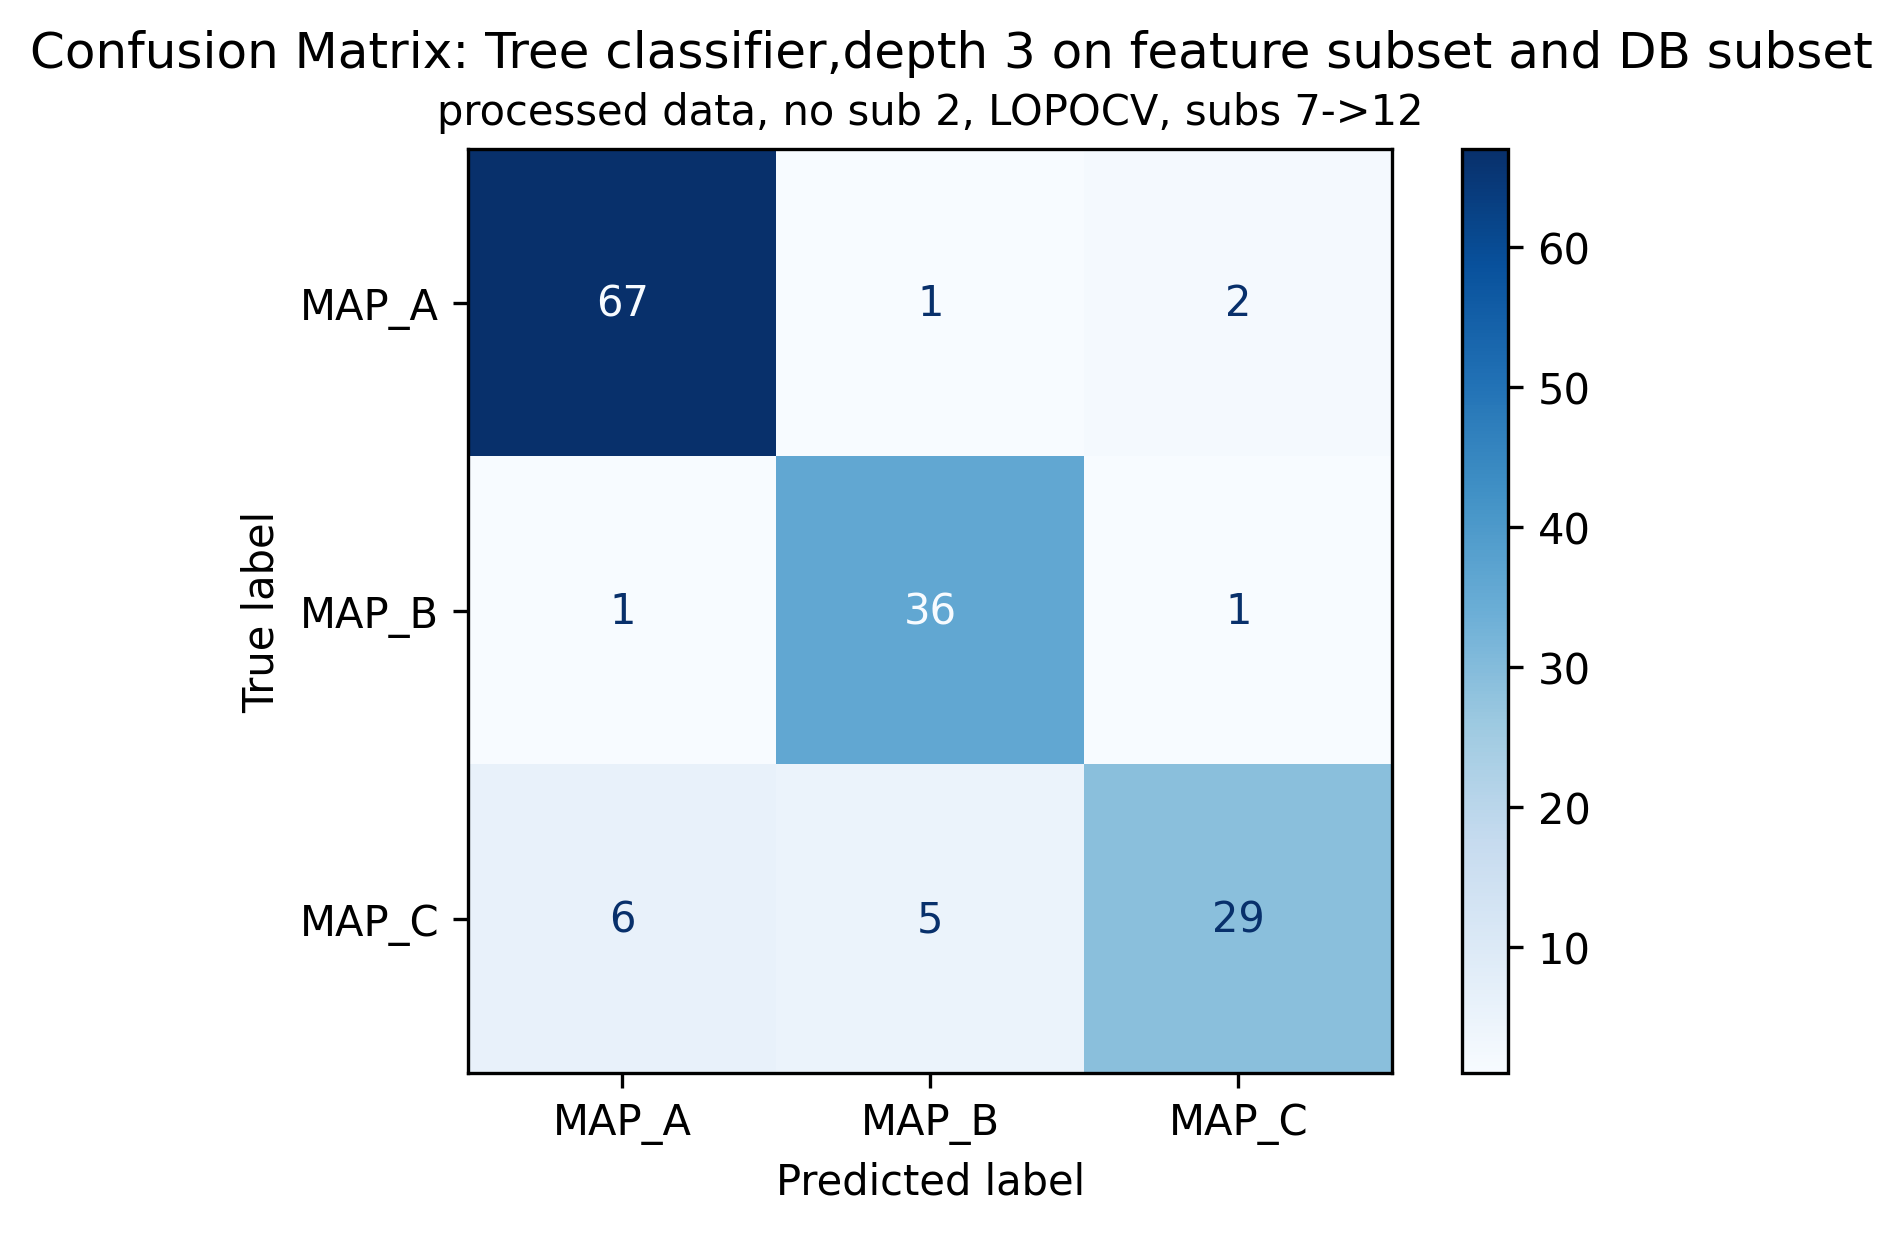 Confusion Matrix: Tree classifier,depth 3 on feature subset and DB subset
processed data, no sub 2, LOPOCV, subs 7->12
True label
MAP_A
67
1
2
MAP_B
1
36
1
MAP_C
6
5
29
MAP_A
MAP_B
MAP_C
Predicted label
60
50
40
30
20
10